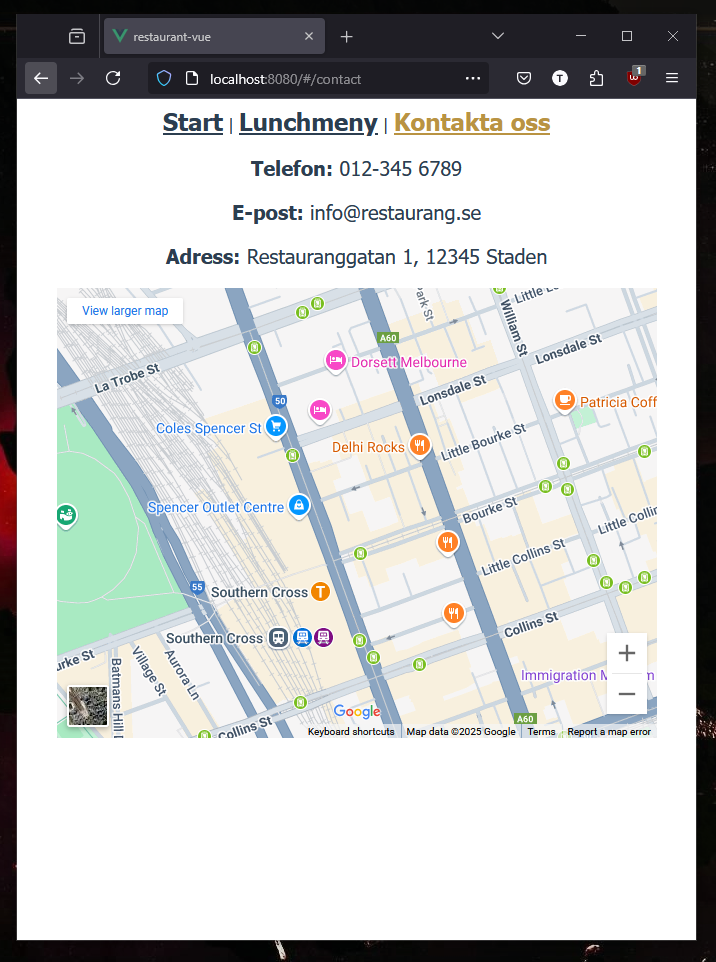 restaurant-vue
localhost:8080/#/contact
T
1
Start | Lunchmeny | Kontakta oss
Telefon: 012-345 6789
E-post: info@restaurang.se
Adress: Restauranggatan 1, 12345 Staden
View larger map
Little Lo
Park St
William St
A60
Lonsdale St
La Trobe St
Dorsett Melbourne
50
Lonsdale St
Patricia Coff
Coles Spencer St
Delhi Rocks
Little Bourke St
Spencer Outlet Centre
Bourke St
Little Collin
Little Collins St
55
Southern Cross
T
Southern Cross
Collins St
urke St
Village St
Aurora Ln
Batmans Hill
Immigration M
m
Google
A60
Collins St
Keyboard shortcuts
Map data ©2025 Google
Terms
Report a map error